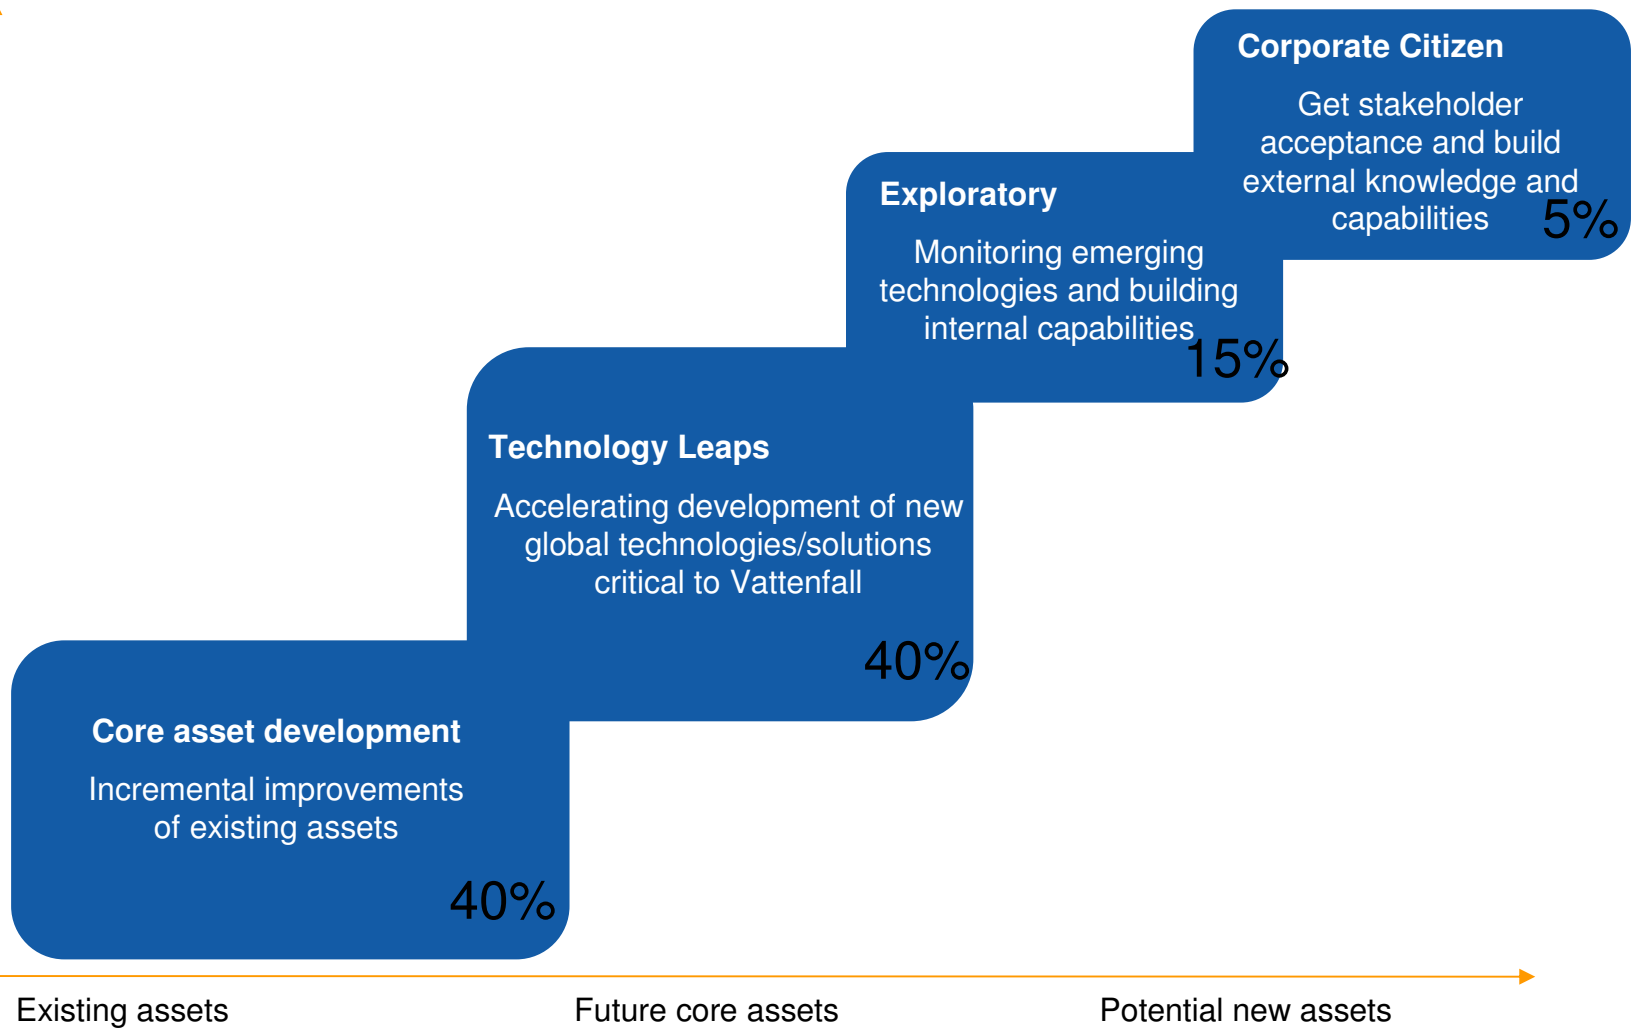 Corporate Citizen
Get stakeholder
acceptance and build
external knowledge and
capabilities
5%
Exploratory
Monitoring emerging
technologies and building
internal capabilities
15%
Technology Leaps
Accelerating development of new
global technologies/solutions
critical to Vattenfall
40%
Core asset development
Incremental improvements
of existing assets
40%
Existing assets
Future core assets
Potential new assets